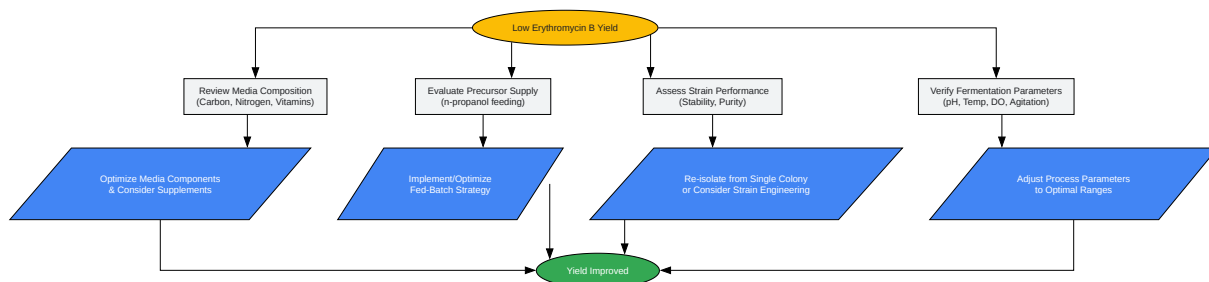 Low Erythromycin B Yield
Review Media Composition
(Carbon, Nitrogen, Vitamins)
Evaluate Precursor Supply
(n-propanol feeding)
Assess Strain Performance
(Stability, Purity)
Verify Fermentation Parameters
(pH, Temp, DO, Agitation)
Optimize Media Components
& Consider Supplements
Implement/Optimize
Fed-Batch Strategy
Re-isolate from Single Colony
or Consider Strain Engineering
Adjust Process Parameters
to Optimal Ranges
Yield Improved